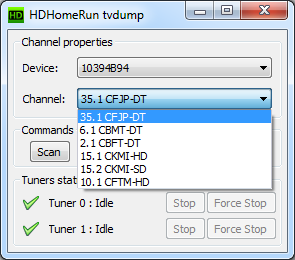 HD HDHomeRun tvdump
Channel properties
Device: 10394B94
Channel: 35.1 CFJP-DT
35.1 CFJP-DT
6.1 CBMT-DT
2.1 CBFT-DT
15.1 CKMI-HD
15.2 CKMI-SD
10.1 CFTM-HD
Commands
Scan
Tuners stat
Tuner 0 : Idle Stop Force Stop
Tuner 1 : Idle Stop Force Stop